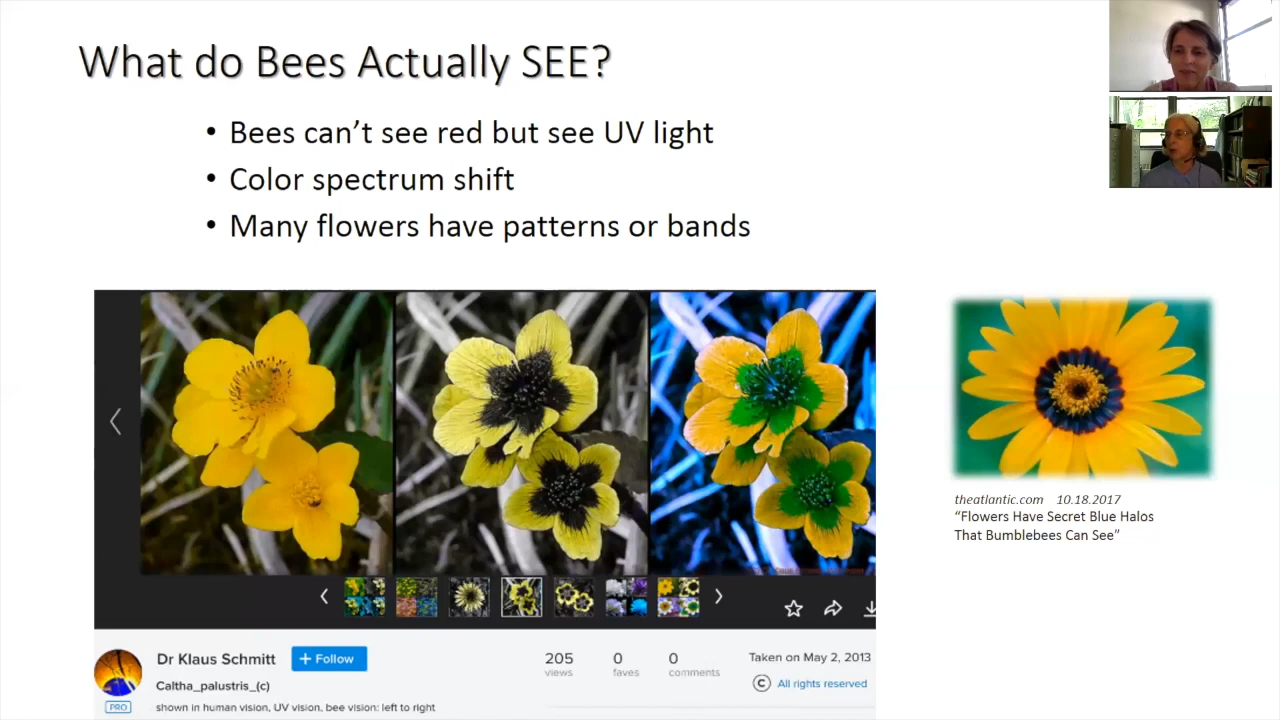 What do Bees Actually SEE?
• Bees can’t see red but see UV light
• Color spectrum shift
• Many flowers have patterns or bands
theatlantic.com 10.18.2017
“Flowers Have Secret Blue Halos
That Bumblebees Can See”
Dr Klaus Schmitt
+ Follow
Caltha_palustris_(c)
PRO
shown in human vision, UV vision, bee vision: left to right
205
views
0
faves
0
comments
Taken on May 2, 2013
© All rights reserved